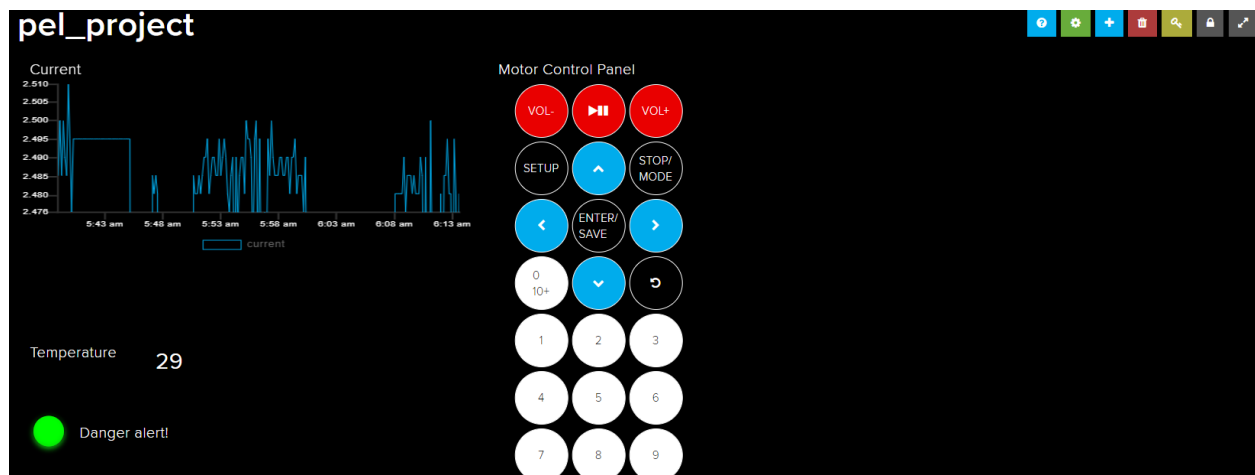 pel_project
Current
2.510
2.505
2.500
2.495
2.490
2.485
2.480
2.475
5:43 am 5:48 am 5:53 am 5:58 am 6:03 am 6:08 am 6:13 am
current
Temperature 29
Danger alert!
Motor Control Panel
VOL- VOL+
SETUP STOP/
MODE
ENTER/
SAVE
0
10+
1 2 3
4 5 6
7 8 9